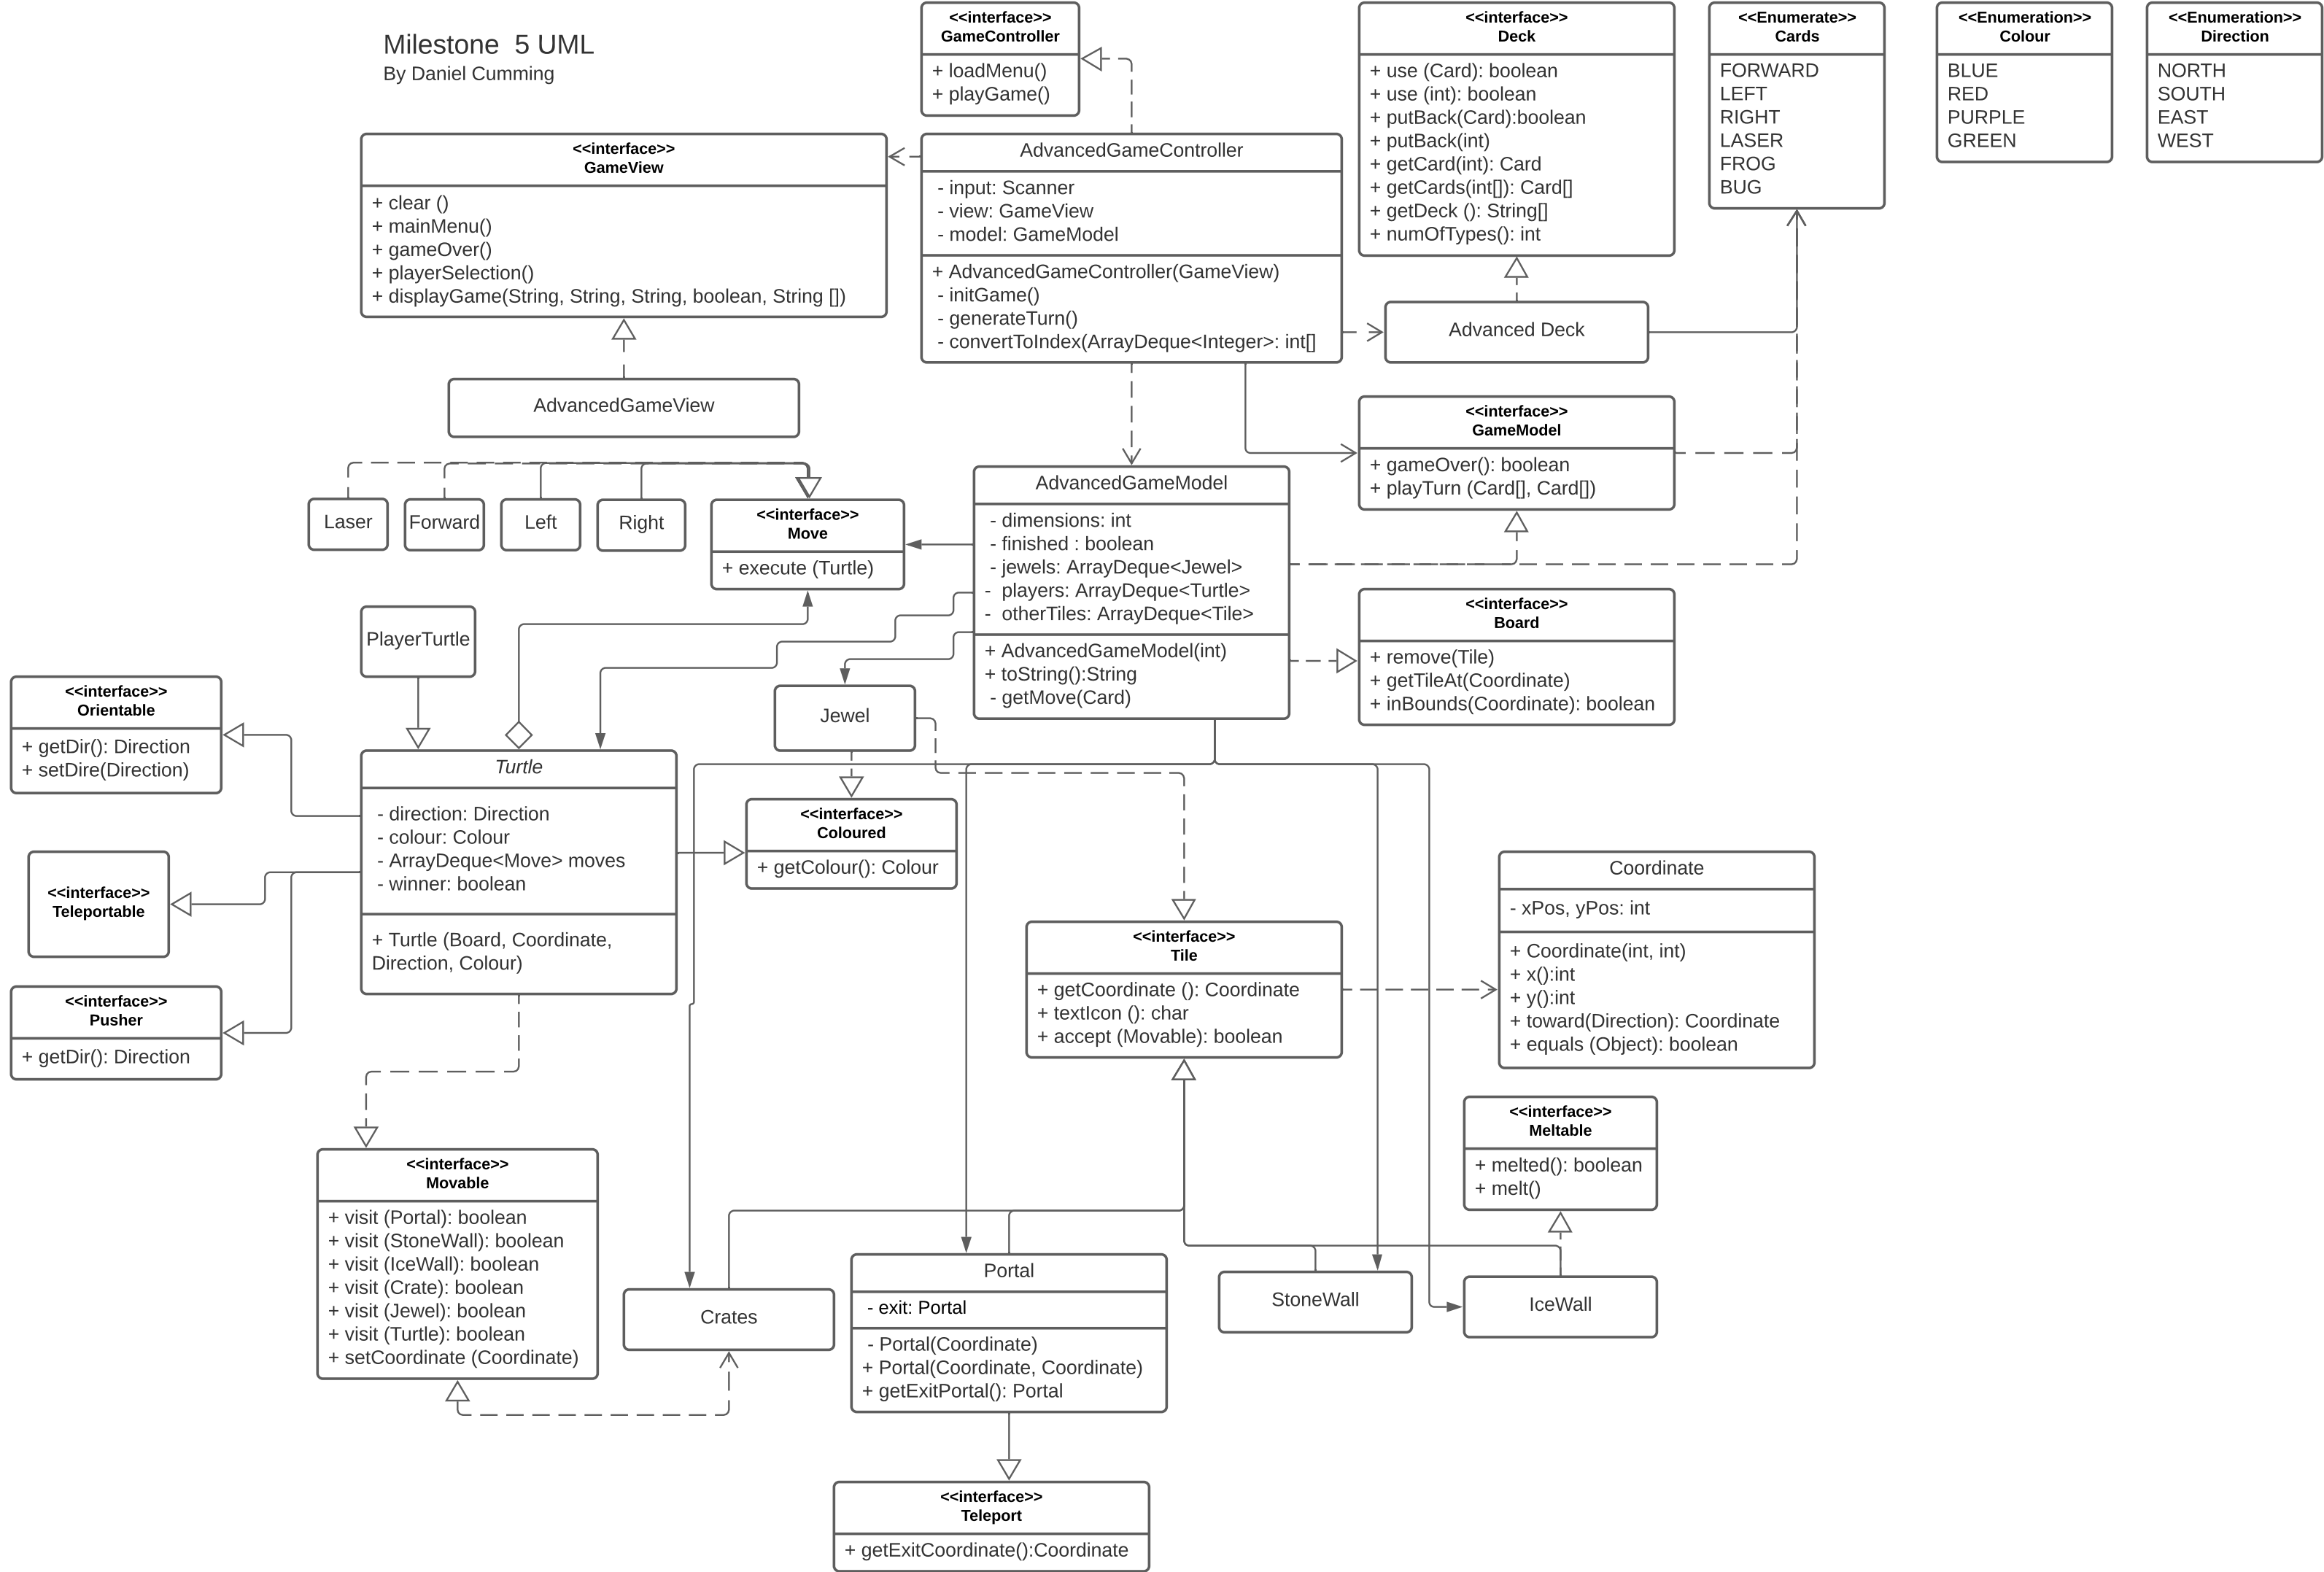 Milestone  5 UML
By Daniel Cumming
<<interface>>
GameController
+ loadMenu()
+ playGame()
<<interface>>
Deck
+ use (Card): boolean
+ use (int): boolean
+ putBack(Card):boolean
+ putBack(int)
+ getCard(int): Card
+ getCards(int[]): Card[]
+ getDeck (): String[]
+ numOfTypes(): int
<<Enumerate>>
Cards
FORWARD
LEFT
RIGHT
LASER
FROG
BUG
<<Enumeration>>
Colour
BLUE
RED
PURPLE
GREEN
<<Enumeration>>
Direction
NORTH
SOUTH
EAST
WEST
<<interface>>
GameView
+ clear ()
+ mainMenu()
+ gameOver()
+ playerSelection()
+ displayGame(String, String, String, boolean, String [])
AdvancedGameController
- input: Scanner
- view: GameView
- model: GameModel
+ AdvancedGameController(GameView)
- initGame()
- generateTurn()
- convertToIndex(ArrayDeque<Integer>: int[]
Advanced Deck
AdvancedGameView
<<interface>>
GameModel
+ gameOver(): boolean
+ playTurn (Card[], Card[])
Laser
Forward
Left
Right
<<interface>>
Move
+ execute (Turtle)
AdvancedGameModel
- dimensions: int
- finished : boolean
- jewels: ArrayDeque<Jewel>
-  players: ArrayDeque<Turtle>
-  otherTiles: ArrayDeque<Tile>
+ AdvancedGameModel(int)
+ toString():String
- getMove(Card)
<<interface>>
Board
+ remove(Tile)
+ getTileAt(Coordinate)
+ inBounds(Coordinate): boolean
PlayerTurtle
<<interface>>
Orientable
+ getDir(): Direction
+ setDire(Direction)
Jewel
Turtle
- direction: Direction
- colour: Colour
- ArrayDeque<Move> moves
- winner: boolean
+ Turtle (Board, Coordinate,
Direction, Colour)
<<interface>>
Coloured
+ getColour(): Colour
<<interface>>
Teleportable
<<interface>>
Pusher
+ getDir(): Direction
<<interface>>
Tile
+ getCoordinate (): Coordinate
+ textIcon (): char
+ accept (Movable): boolean
Coordinate
- xPos, yPos: int
+ Coordinate(int, int)
+ x():int
+ y():int
+ toward(Direction): Coordinate
+ equals (Object): boolean
<<interface>>
Meltable
+ melted(): boolean
+ melt()
<<interface>>
Movable
+ visit (Portal): boolean
+ visit (StoneWall): boolean
+ visit (IceWall): boolean
+ visit (Crate): boolean
+ visit (Jewel): boolean
+ visit (Turtle): boolean
+ setCoordinate (Coordinate)
Crates
Portal
- exit: Portal
- Portal(Coordinate)
+ Portal(Coordinate, Coordinate)
+ getExitPortal(): Portal
StoneWall
IceWall
<<interface>>
Teleport
+ getExitCoordinate():Coordinate